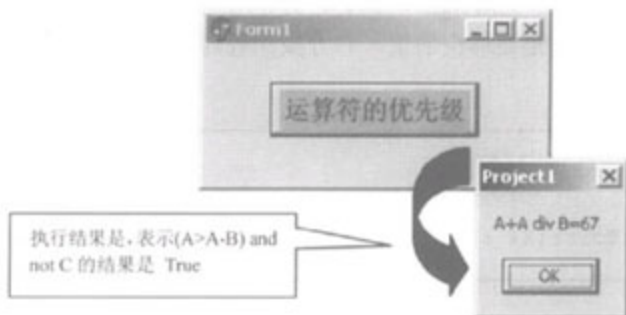 Form1
运算符的优先级
Project1
A+A div B=67
OK
执行结果是，表示(A>A-B) and
not C 的结果是 True